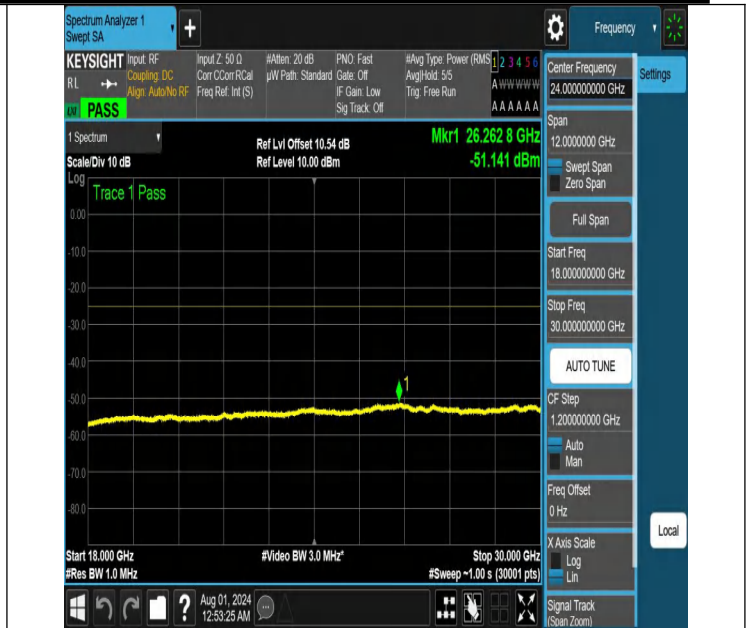 Spectrum Analyzer 1
Swept SA
+
Frequency
KEYSIGHT
RL
PASS
Input: RF
Coupling: DC
Align: Auto/No RF
Input Z: 50 Ω
Corr CCorr RCal
Freq Ref: Int (S)
#Atten: 20 dB
µW Path: Standard
PNO: Fast
Gate: Off
IF Gain: Low
Sig Track: Off
#Avg Type: Power (RMS
Avg|Hold: 5/5
Trig: Free Run
1 2 3 4 5 6
A W W W W W
A A A A A A
1 Spectrum
Scale/Div 10 dB
Ref Lvl Offset 10.54 dB
Ref Level 10.00 dBm
Mkr1 26.262 8 GHz
-51.141 dBm
Log
Trace 1 Pass
0.00
-10.0
-20.0
-30.0
-40.0
-50.0
-60.0
-70.0
-80.0
1
Start 18.000 GHz
#Res BW 1.0 MHz
#Video BW 3.0 MHz*
Stop 30.000 GHz
#Sweep ~1.00 s (30001 pts)
?
Aug 01, 2024
12:53:25 AM
Center Frequency
24.000000000 GHz
Settings
Span
12.0000000 GHz
Swept Span
Zero Span
Full Span
Start Freq
18.000000000 GHz
Stop Freq
30.000000000 GHz
AUTO TUNE
CF Step
1.200000000 GHz
Auto
Man
Freq Offset
0 Hz
X Axis Scale
Log
Lin
Local
Signal Track
(Span Zoom)